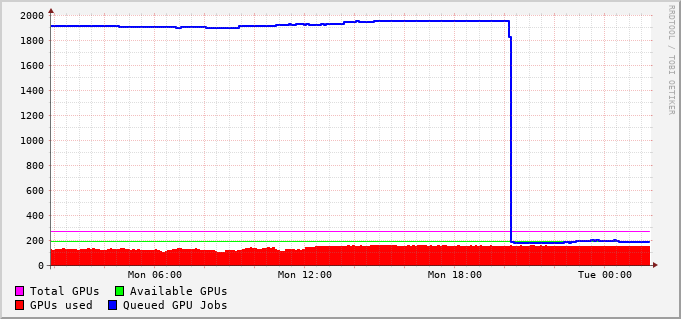 2000
1800
1600
1400
1200
1000
800
600
400
200
0
Mon 06:00 Mon 12:00 Mon 18:00 Tue 00:00
Total GPUs Available GPUs
GPUs used Queued GPU Jobs
RRDTOOL / TOBI OETIKER